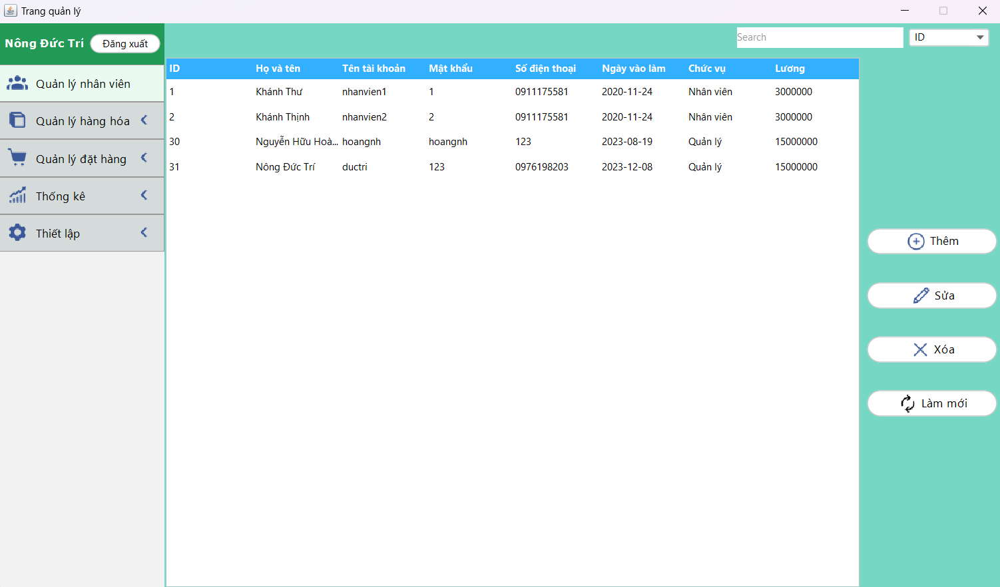 Trang quản lý
Nông Đức Trí Đăng xuất
Search ID
Quản lý nhân viên
Quản lý hàng hóa
Quản lý đặt hàng
Thống kê
Thiết lập
ID Họ và tên Tên tài khoản Mật khẩu Số điện thoại Ngày vào làm Chức vụ Lương
1 Khánh Thư nhanvien1 1 0911175581 2020-11-24 Nhân viên 3000000
2 Khánh Thịnh nhanvien2 2 0911175581 2020-11-24 Nhân viên 3000000
30 Nguyễn Hữu Hoà... hoangnh hoangnh 123 2023-08-19 Quản lý 15000000
31 Nông Đức Trí ductri 123 0976198203 2023-12-08 Quản lý 15000000
Thêm
Sửa
Xóa
Làm mới